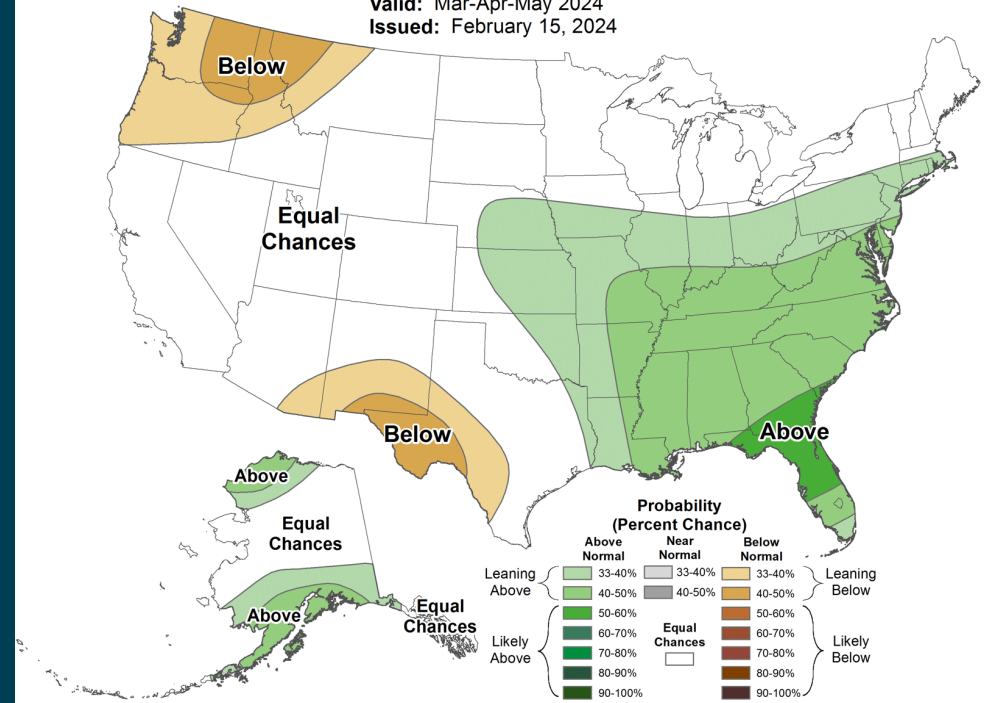 Valid: Mar-Apr-May 2024
Issued: February 15, 2024
Below
Equal
Chances
Below
Above
Above
Equal
Chances
Above
Equal
Chances
Probability
(Percent Chance)
Above
Normal
Near
Normal
Below
Normal
Leaning
Above
33-40%
33-40%
33-40%
Leaning
Below
40-50%
40-50%
40-50%
Likely
Above
50-60%
50-60%
Likely
Below
60-70%
Equal
Chances
60-70%
70-80%
70-80%
80-90%
80-90%
90-100%
90-100%